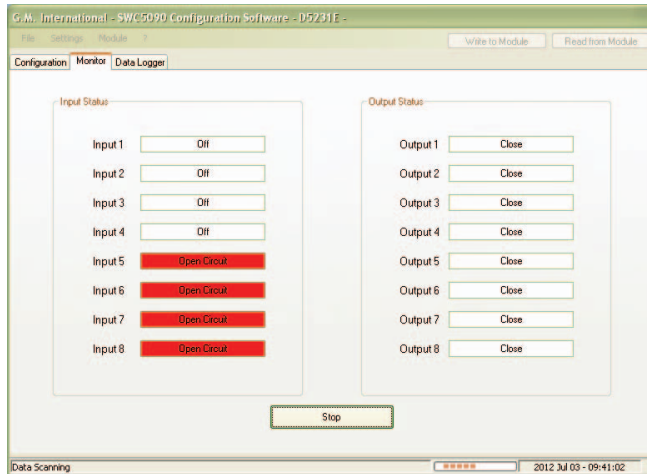 G.M. International - SWC5090 Configuration Software - D5231E -
File Settings Module ? Write to Module Read from Module
Configuration Monitor Data Logger
Input Status Output Status
Input 1 Off Output 1 Close
Input 2 Off Output 2 Close
Input 3 Off Output 3 Close
Input 4 Off Output 4 Close
Input 5 Open Circuit Output 5 Close
Input 6 Open Circuit Output 6 Close
Input 7 Open Circuit Output 7 Close
Input 8 Open Circuit Output 8 Close
Stop
Data Scanning 2012 Jul 03 - 09:41:02